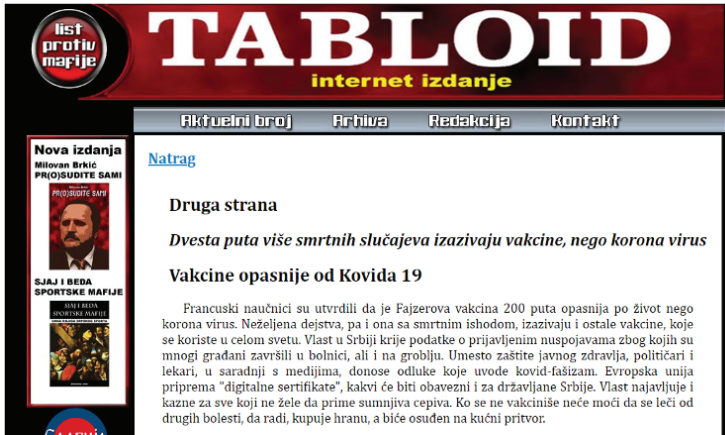 list
protiv
mafije
TABLOID
internet izdanje
Aktuelni broj Arhiva Redakcija Kontakt
Nova izdanja
Milovan Brkić
PR(O)SUDITE SAMI
PR(O)SUDITE SAMI
SJAJ I BEDA
SPORTSKE MAFIJE
SJAJ I BEDA
SPORTSKE MAFIJE
Natrag
Druga strana
Dvesta puta više smrtnih slučajeva izazivaju vakcine, nego korona virus
Vakcine opasnije od Kovida 19
Francuski naučnici su utvrdili da je Fajzerova vakcina 200 puta opasnija po život nego
korona virus. Neželjena dejstva, pa i ona sa smrtnim ishodom, izazivaju i ostale vakcine, koje
se koriste u celom svetu. Vlast u Srbiji krije podatke o prijavljenim nuspojavama zbog kojih su
mnogi građani završili u bolnici, ali i na groblju. Umesto zaštite javnog zdravlja, političari i
lekari, u saradnji s medijima, donose odluke koje uvode kovid-fašizam. Evropska unija
priprema "digitalne sertifikate", kakvi će biti obavezni i za državljane Srbije. Vlast najavljuje i
kazne za sve koji ne žele da prime sumnjiva cepiva. Ko se ne vakciniše neće moći da se leči od
drugih bolesti, da radi, kupuje hranu, a biće osuđen na kućni pritvor.